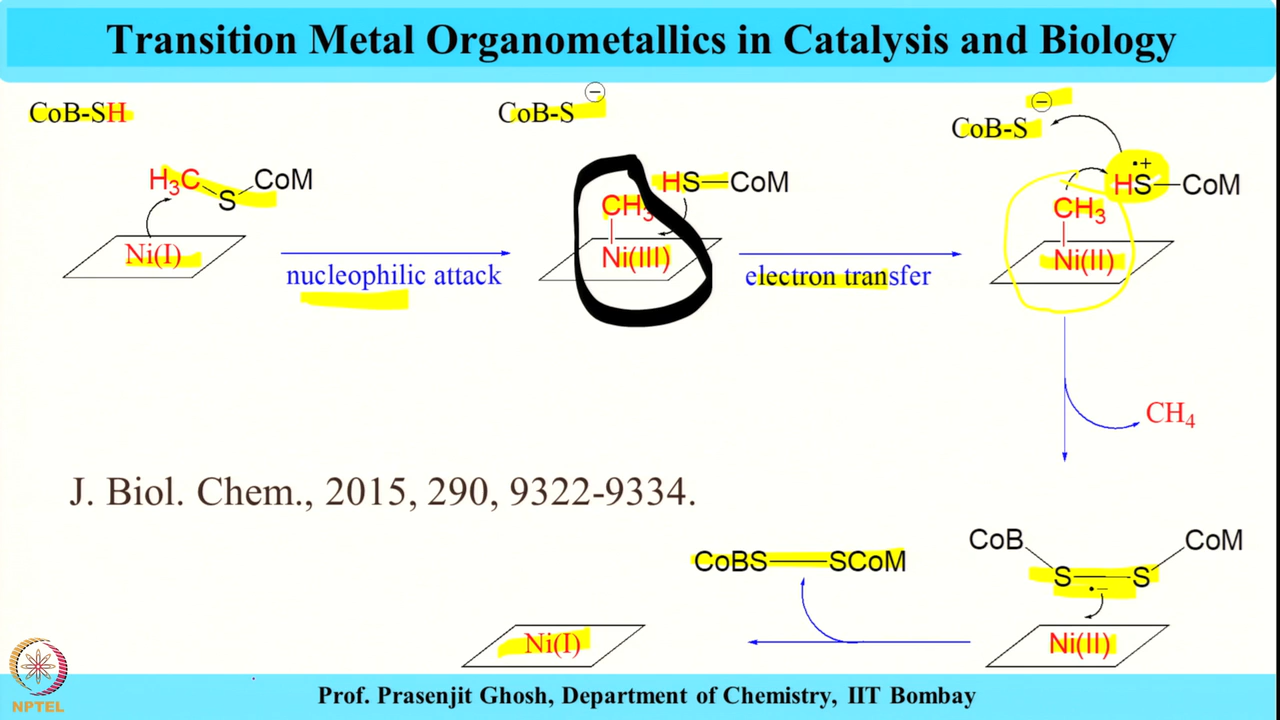 Transition Metal Organometallics in Catalysis and Biology
CoB-SH
H₃C
S
CoM
Ni(I)
nucleophilic attack
CoB-S⊖
HS—CoM
CH₃
Ni(III)
electron transfer
CoB-S⊖
•+
HS—CoM
CH₃
Ni(II)
CH₄
J. Biol. Chem., 2015, 290, 9322-9334.
CoB
CoM
S—S
•−
Ni(II)
CoBS—SCoM
Ni(I)
NPTEL
Prof. Prasenjit Ghosh, Department of Chemistry, IIT Bombay